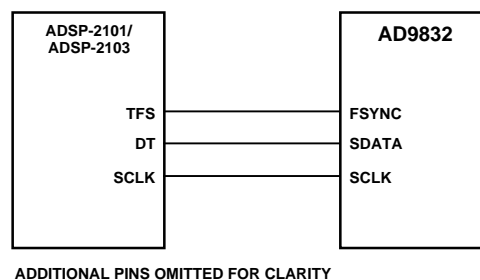 ADSP-2101/
ADSP-2103
AD9832
TFS
FSYNC
DT
SDATA
SCLK
SCLK
ADDITIONAL PINS OMITTED FOR CLARITY